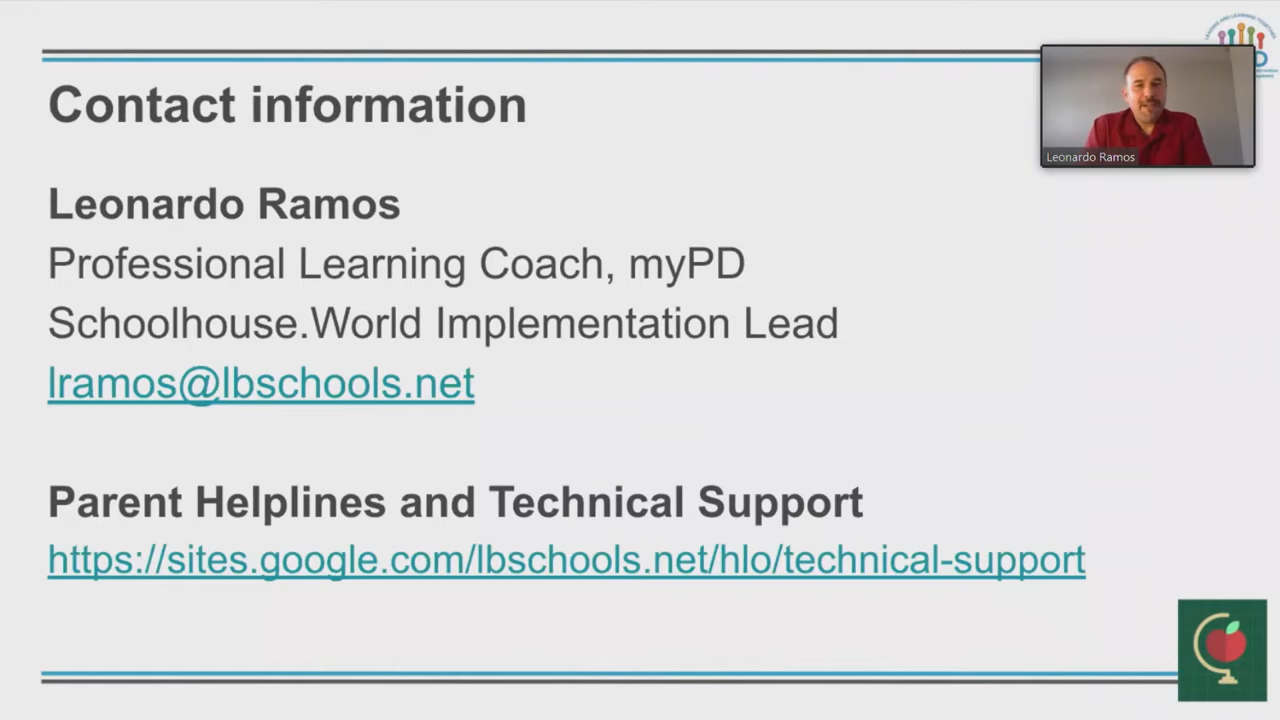 Contact information
Leonardo Ramos
Leonardo Ramos
Professional Learning Coach, myPD
Schoolhouse.World Implementation Lead
lramos@lbschools.net
Parent Helplines and Technical Support
https://sites.google.com/lbschools.net/hlo/technical-support